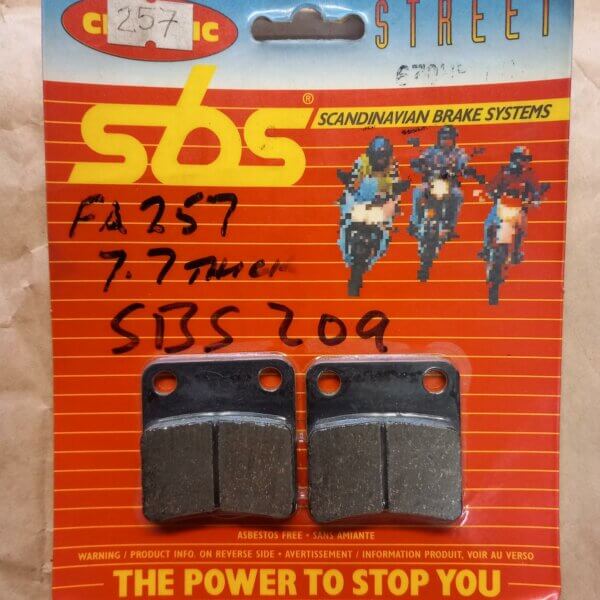 257
STREET
sbs®
SCANDINAVIAN BRAKE SYSTEMS
FA257
7.7 THICK
SBS 209
ASBESTOS FREE • SANS AMIANTE
WARNING / PRODUCT INFO. ON REVERSE SIDE • AVERTISSEMENT / INFORMATION PRODUIT, VOIR AU VERSO
THE POWER TO STOP YOU